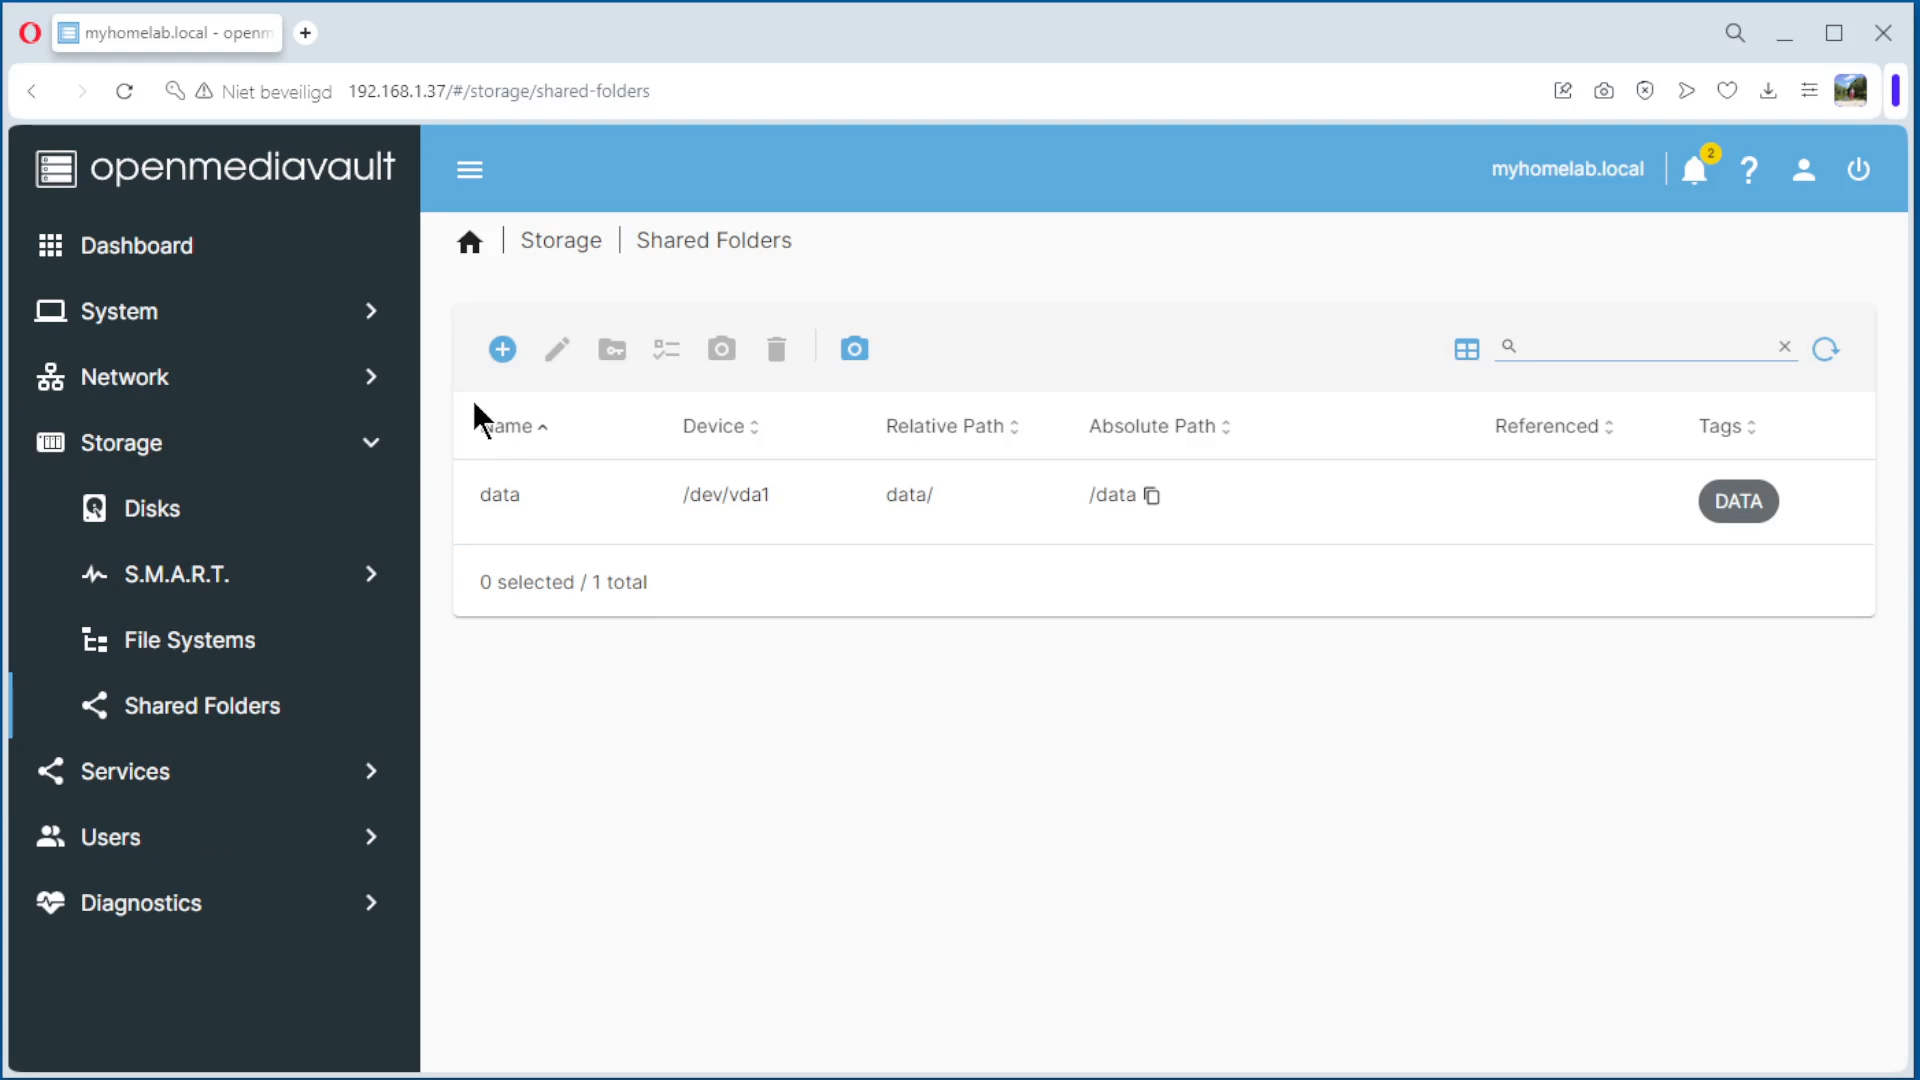 myhomelab.local - openm
Niet beveiligd 192.168.1.37/#/storage/shared-folders
openmediavault
myhomelab.local
2
Storage | Shared Folders
Dashboard
System
Network
Storage
Disks
S.M.A.R.T.
File Systems
Shared Folders
Services
Users
Diagnostics
Name Device Relative Path Absolute Path Referenced Tags
data /dev/vda1 data/ /data DATA
0 selected / 1 total